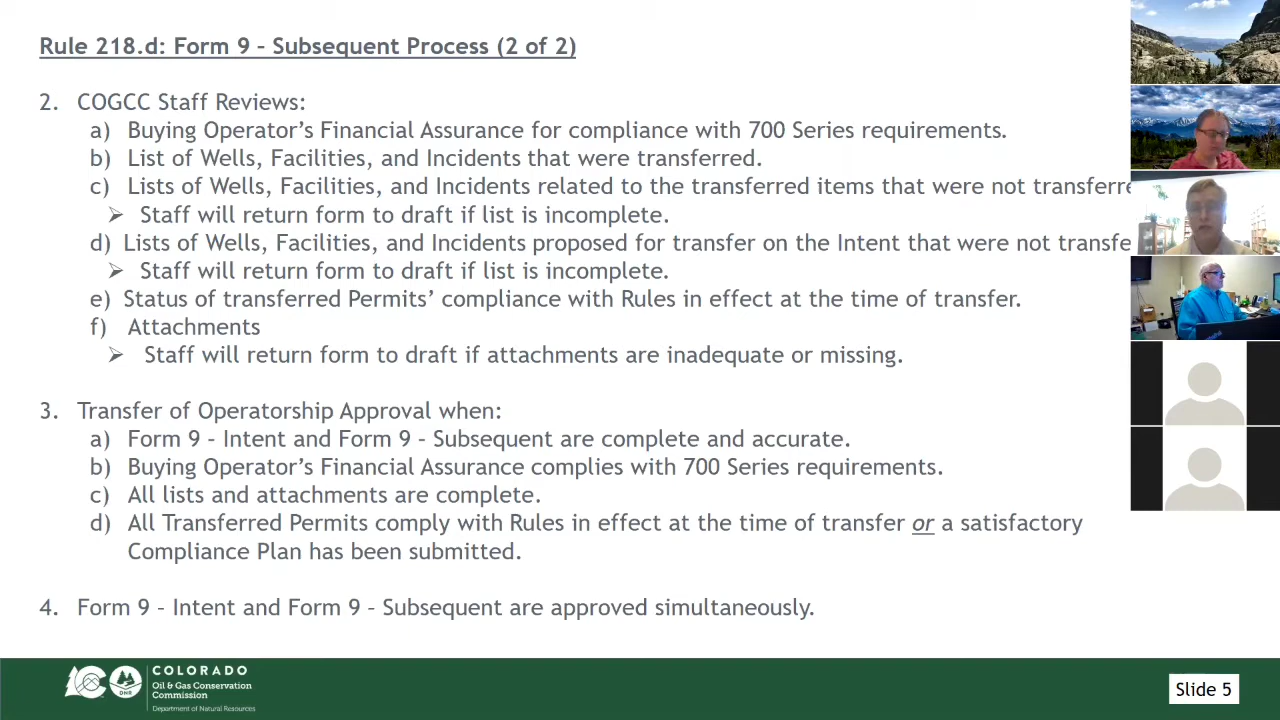 Rule 218.d: Form 9 – Subsequent Process (2 of 2)
2. COGCC Staff Reviews:
a) Buying Operator’s Financial Assurance for compliance with 700 Series requirements.
b) List of Wells, Facilities, and Incidents that were transferred.
c) Lists of Wells, Facilities, and Incidents related to the transferred items that were not transferre
➢ Staff will return form to draft if list is incomplete.
d) Lists of Wells, Facilities, and Incidents proposed for transfer on the Intent that were not transfe
➢ Staff will return form to draft if list is incomplete.
e) Status of transferred Permits’ compliance with Rules in effect at the time of transfer.
f) Attachments
➢ Staff will return form to draft if attachments are inadequate or missing.
3. Transfer of Operatorship Approval when:
a) Form 9 – Intent and Form 9 – Subsequent are complete and accurate.
b) Buying Operator’s Financial Assurance complies with 700 Series requirements.
c) All lists and attachments are complete.
d) All Transferred Permits comply with Rules in effect at the time of transfer or a satisfactory
Compliance Plan has been submitted.
4. Form 9 – Intent and Form 9 – Subsequent are approved simultaneously.
DNR
COLORADO
Oil & Gas Conservation
Commission
Department of Natural Resources
Slide 5